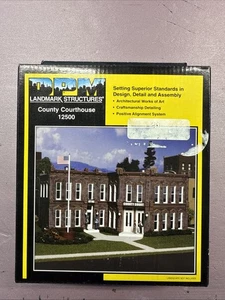 DPM
LANDMARK STRUCTURES®
County Courthouse
12500
Setting Superior Standards in
Design, Detail and Assembly
• Architectural Works of Art
• Craftsmanship Detailing
• Positive Alignment System